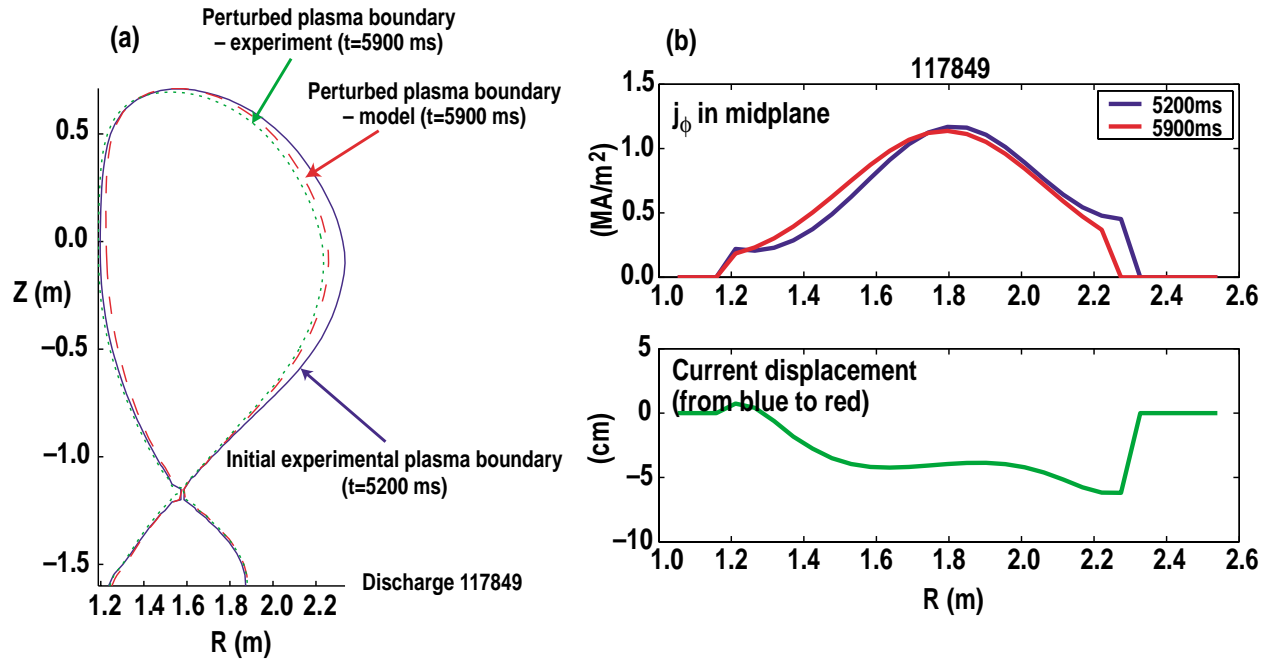 (a)
Perturbed plasma boundary
– experiment (t=5900 ms)
Perturbed plasma boundary
– model (t=5900 ms)
0.5
0.0
Z (m)
–0.5
–1.0
Initial experimental plasma boundary
(t=5200 ms)
–1.5
Discharge 117849
1.2 1.4 1.6 1.8 2.0 2.2
R (m)
(b)
117849
1.5
jϕ in midplane
5200ms
5900ms
1.0
(MA/m²)
0.5
0.0
1.0 1.2 1.4 1.6 1.8 2.0 2.2 2.4 2.6
5
Current displacement
(from blue to red)
0
(cm)
–5
–10
1.0 1.2 1.4 1.6 1.8 2.0 2.2 2.4 2.6
R (m)